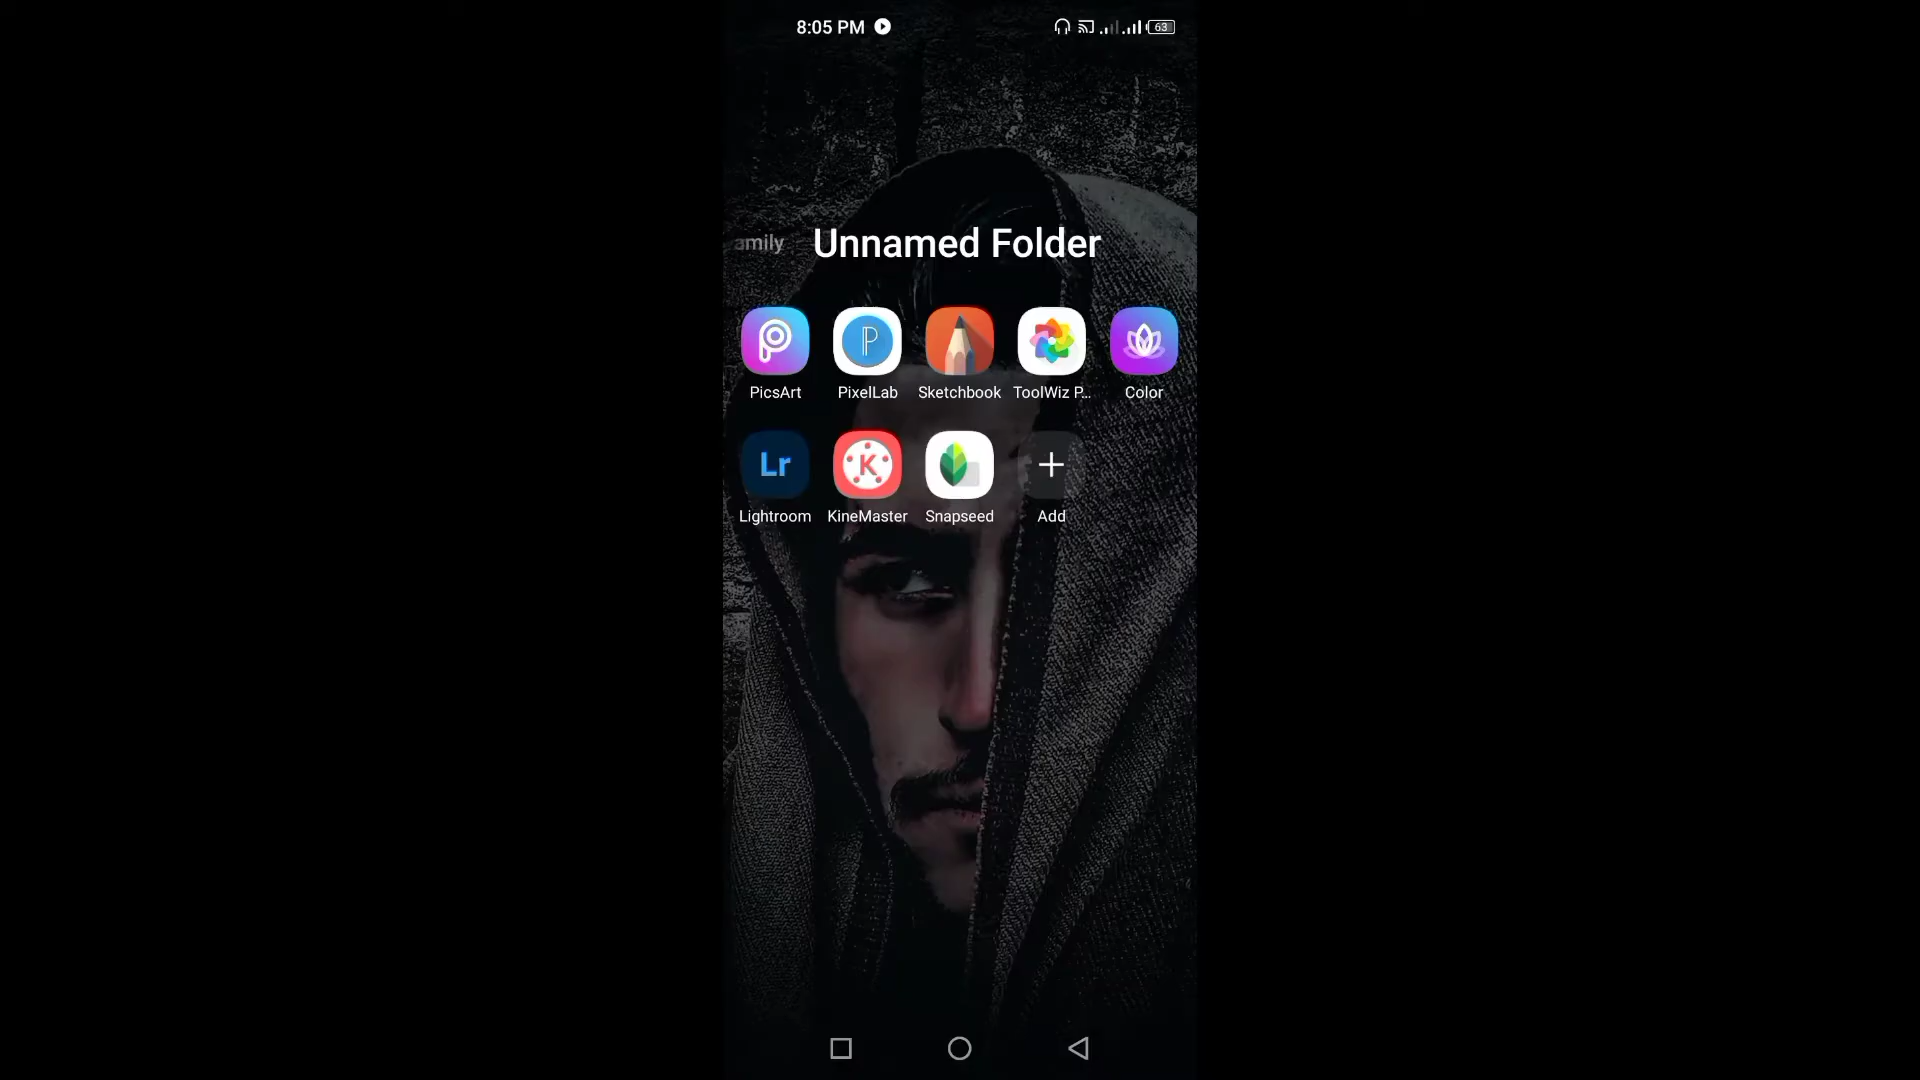 8:05 PM
63
amily Unnamed Folder
PicsArt PixelLab Sketchbook ToolWiz P... Color
Lr K
Lightroom KineMaster Snapseed Add